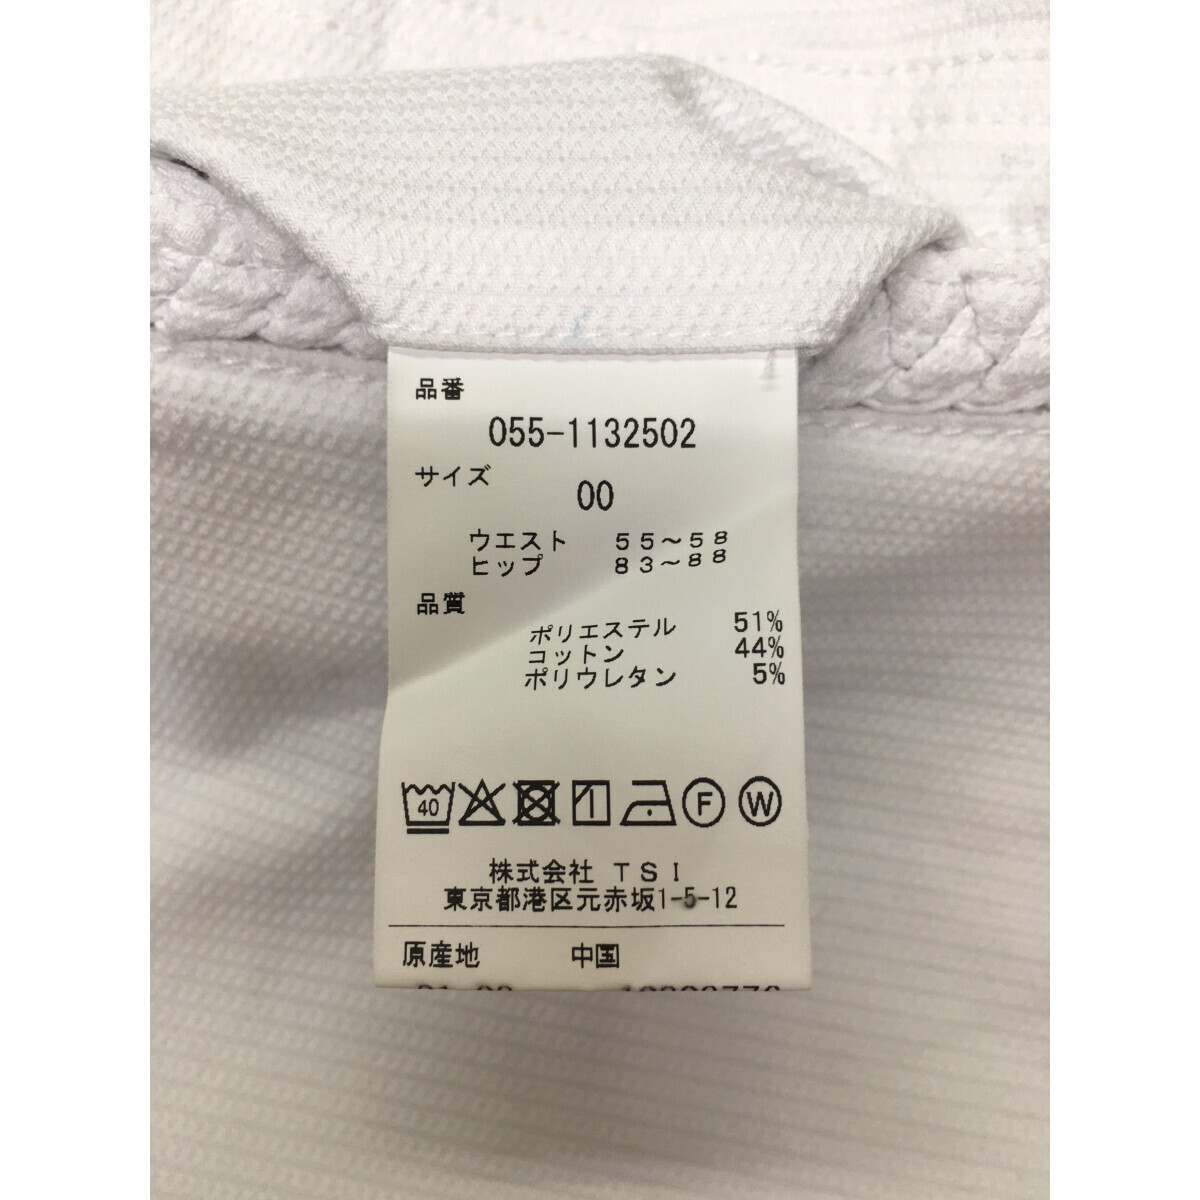 品番
055-1132502
サイズ
00
ウエスト 55～58
ヒップ 83～88
品質
ポリエステル 51%
コットン 44%
ポリウレタン 5%
40 F W
株式会社 TSI
東京都港区元赤坂1-5-12
原産地 中国